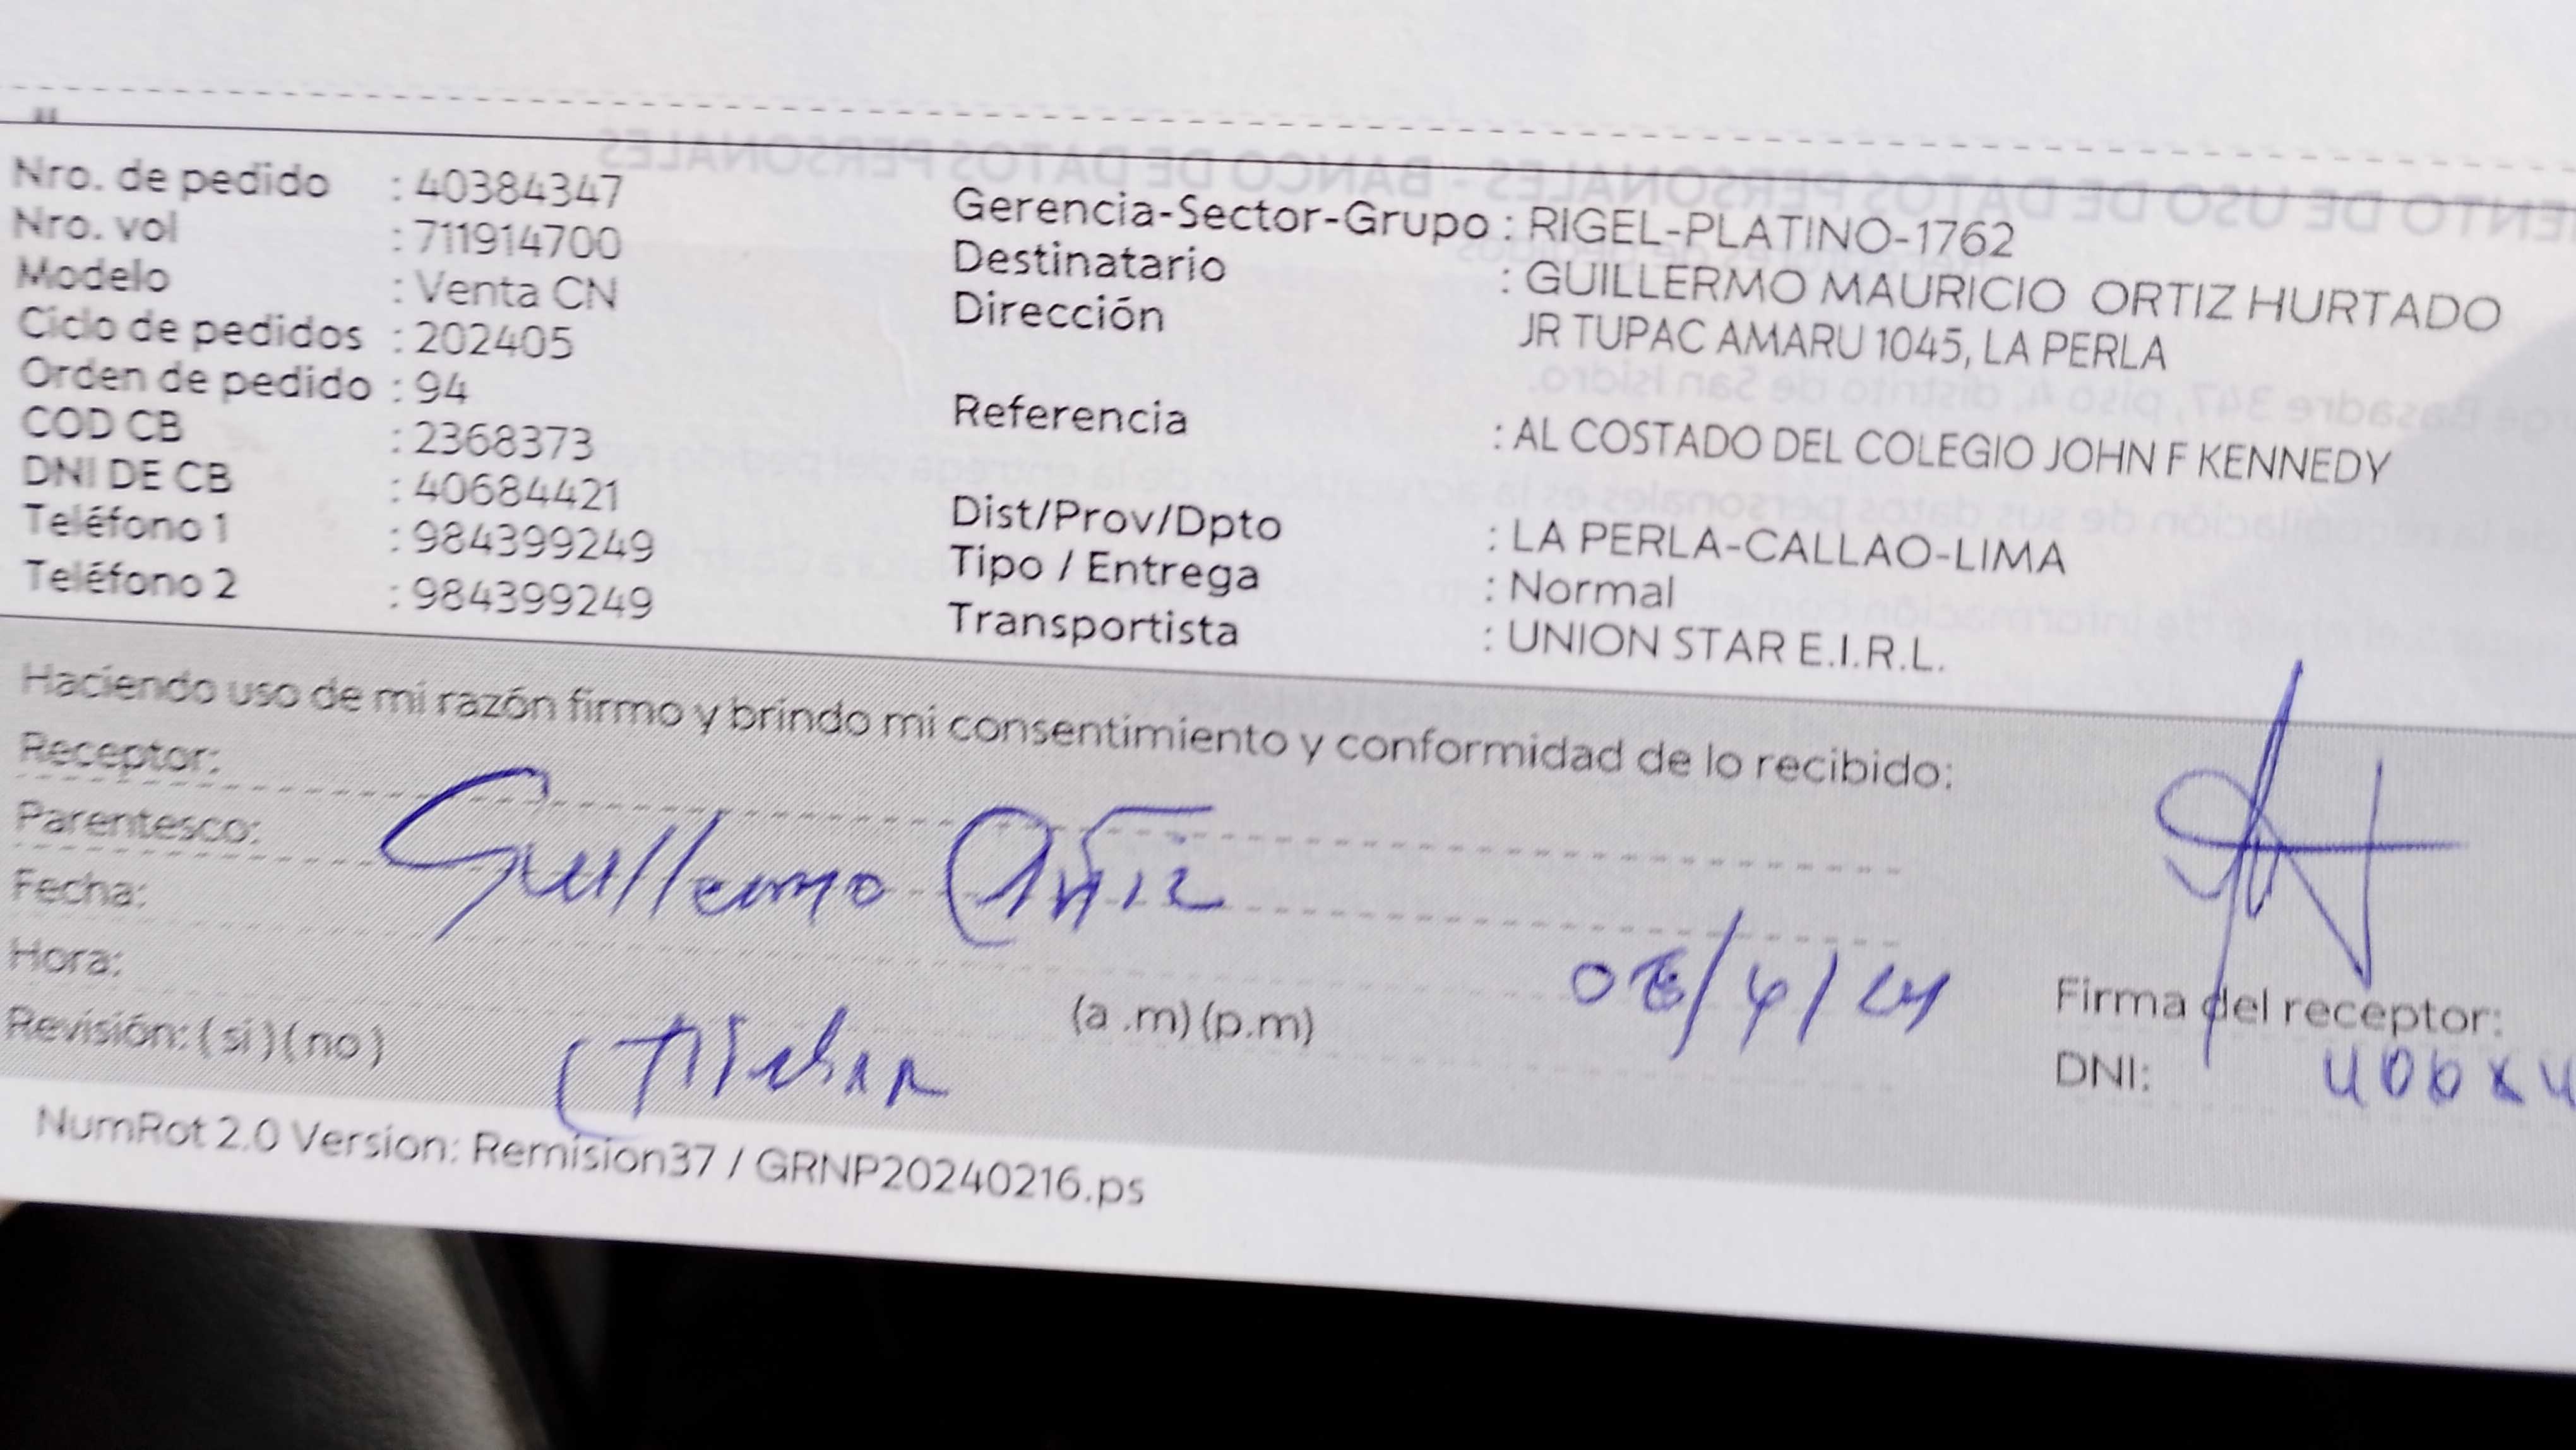 Nro. de pedido : 40384347
Nro. vol : 711914700
Modelo : Venta CN
Ciclo de pedidos : 202405
Orden de pedido : 94
COD CB : 2368373
DNI DE CB : 40684421
Teléfono 1 : 984399249
Teléfono 2 : 984399249
Gerencia-Sector-Grupo : RIGEL-PLATINO-1762
Destinatario : GUILLERMO MAURICIO ORTIZ HURTADO
Dirección JR TUPAC AMARU 1045, LA PERLA
Referencia : AL COSTADO DEL COLEGIO JOHN F KENNEDY
Dist/Prov/Dpto : LA PERLA-CALLAO-LIMA
Tipo / Entrega : Normal
Transportista : UNION STAR E.I.R.L.
Haciendo uso de mi razón firmo y brindo mi consentimiento y conformidad de lo recibido:
Receptor:
Parentesco: Guillermo Ortiz
Fecha:
Hora: (a .m) (p.m)
Revisión: ( si ) ( no )
Firma del receptor:
DNI:
NumRot 2.0 Version: Remision37 / GRNP20240216.ps